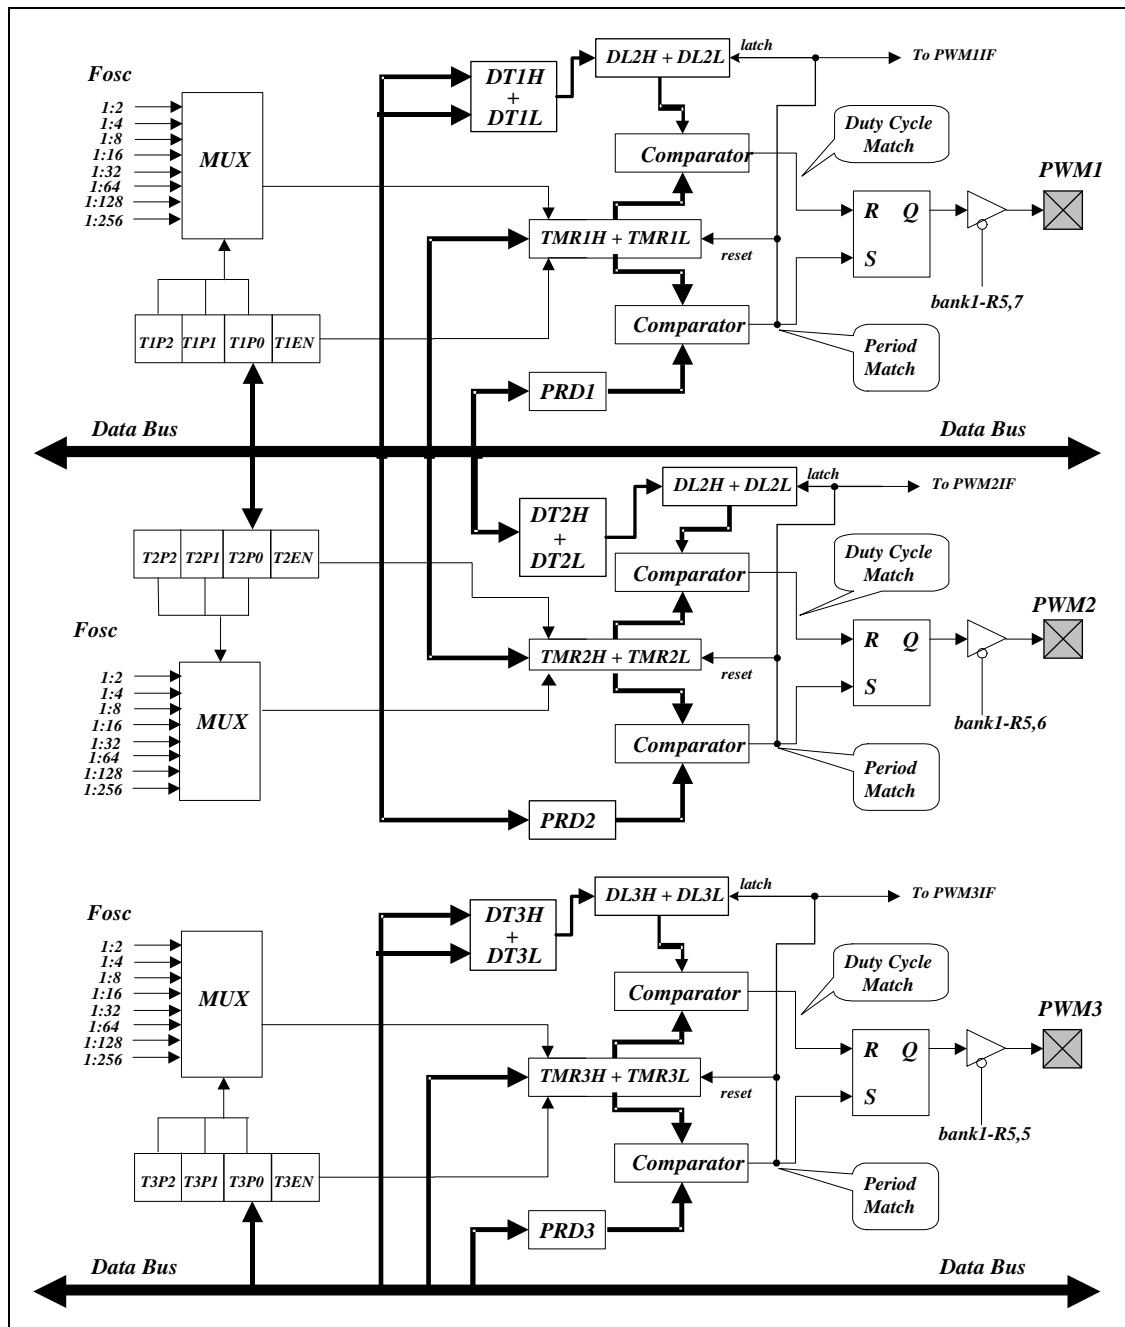 Fosc
1:2
1:4
1:8
1:16
1:32
1:64
1:128
1:256
MUX
T1P2 T1P1 T1P0 T1EN
DT1H
+
DT1L
DL2H + DL2L
latch
To PWM1IF
Comparator
Duty Cycle
Match
TMR1H + TMR1L
reset
R Q
S
PWM1
bank1-R5,7
Comparator
Period
Match
PRD1
Data Bus
Data Bus
T2P2 T2P1 T2P0 T2EN
Fosc
1:2
1:4
1:8
1:16
1:32
1:64
1:128
1:256
MUX
DT2H
+
DT2L
DL2H + DL2L
latch
To PWM2IF
Comparator
Duty Cycle
Match
TMR2H + TMR2L
reset
R Q
S
PWM2
bank1-R5,6
Comparator
Period
Match
PRD2
Fosc
1:2
1:4
1:8
1:16
1:32
1:64
1:128
1:256
MUX
T3P2 T3P1 T3P0 T3EN
DT3H
+
DT3L
DL3H + DL3L
latch
To PWM3IF
Comparator
Duty Cycle
Match
TMR3H + TMR3L
reset
R Q
S
PWM3
bank1-R5,5
Comparator
Period
Match
PRD3
Data Bus
Data Bus